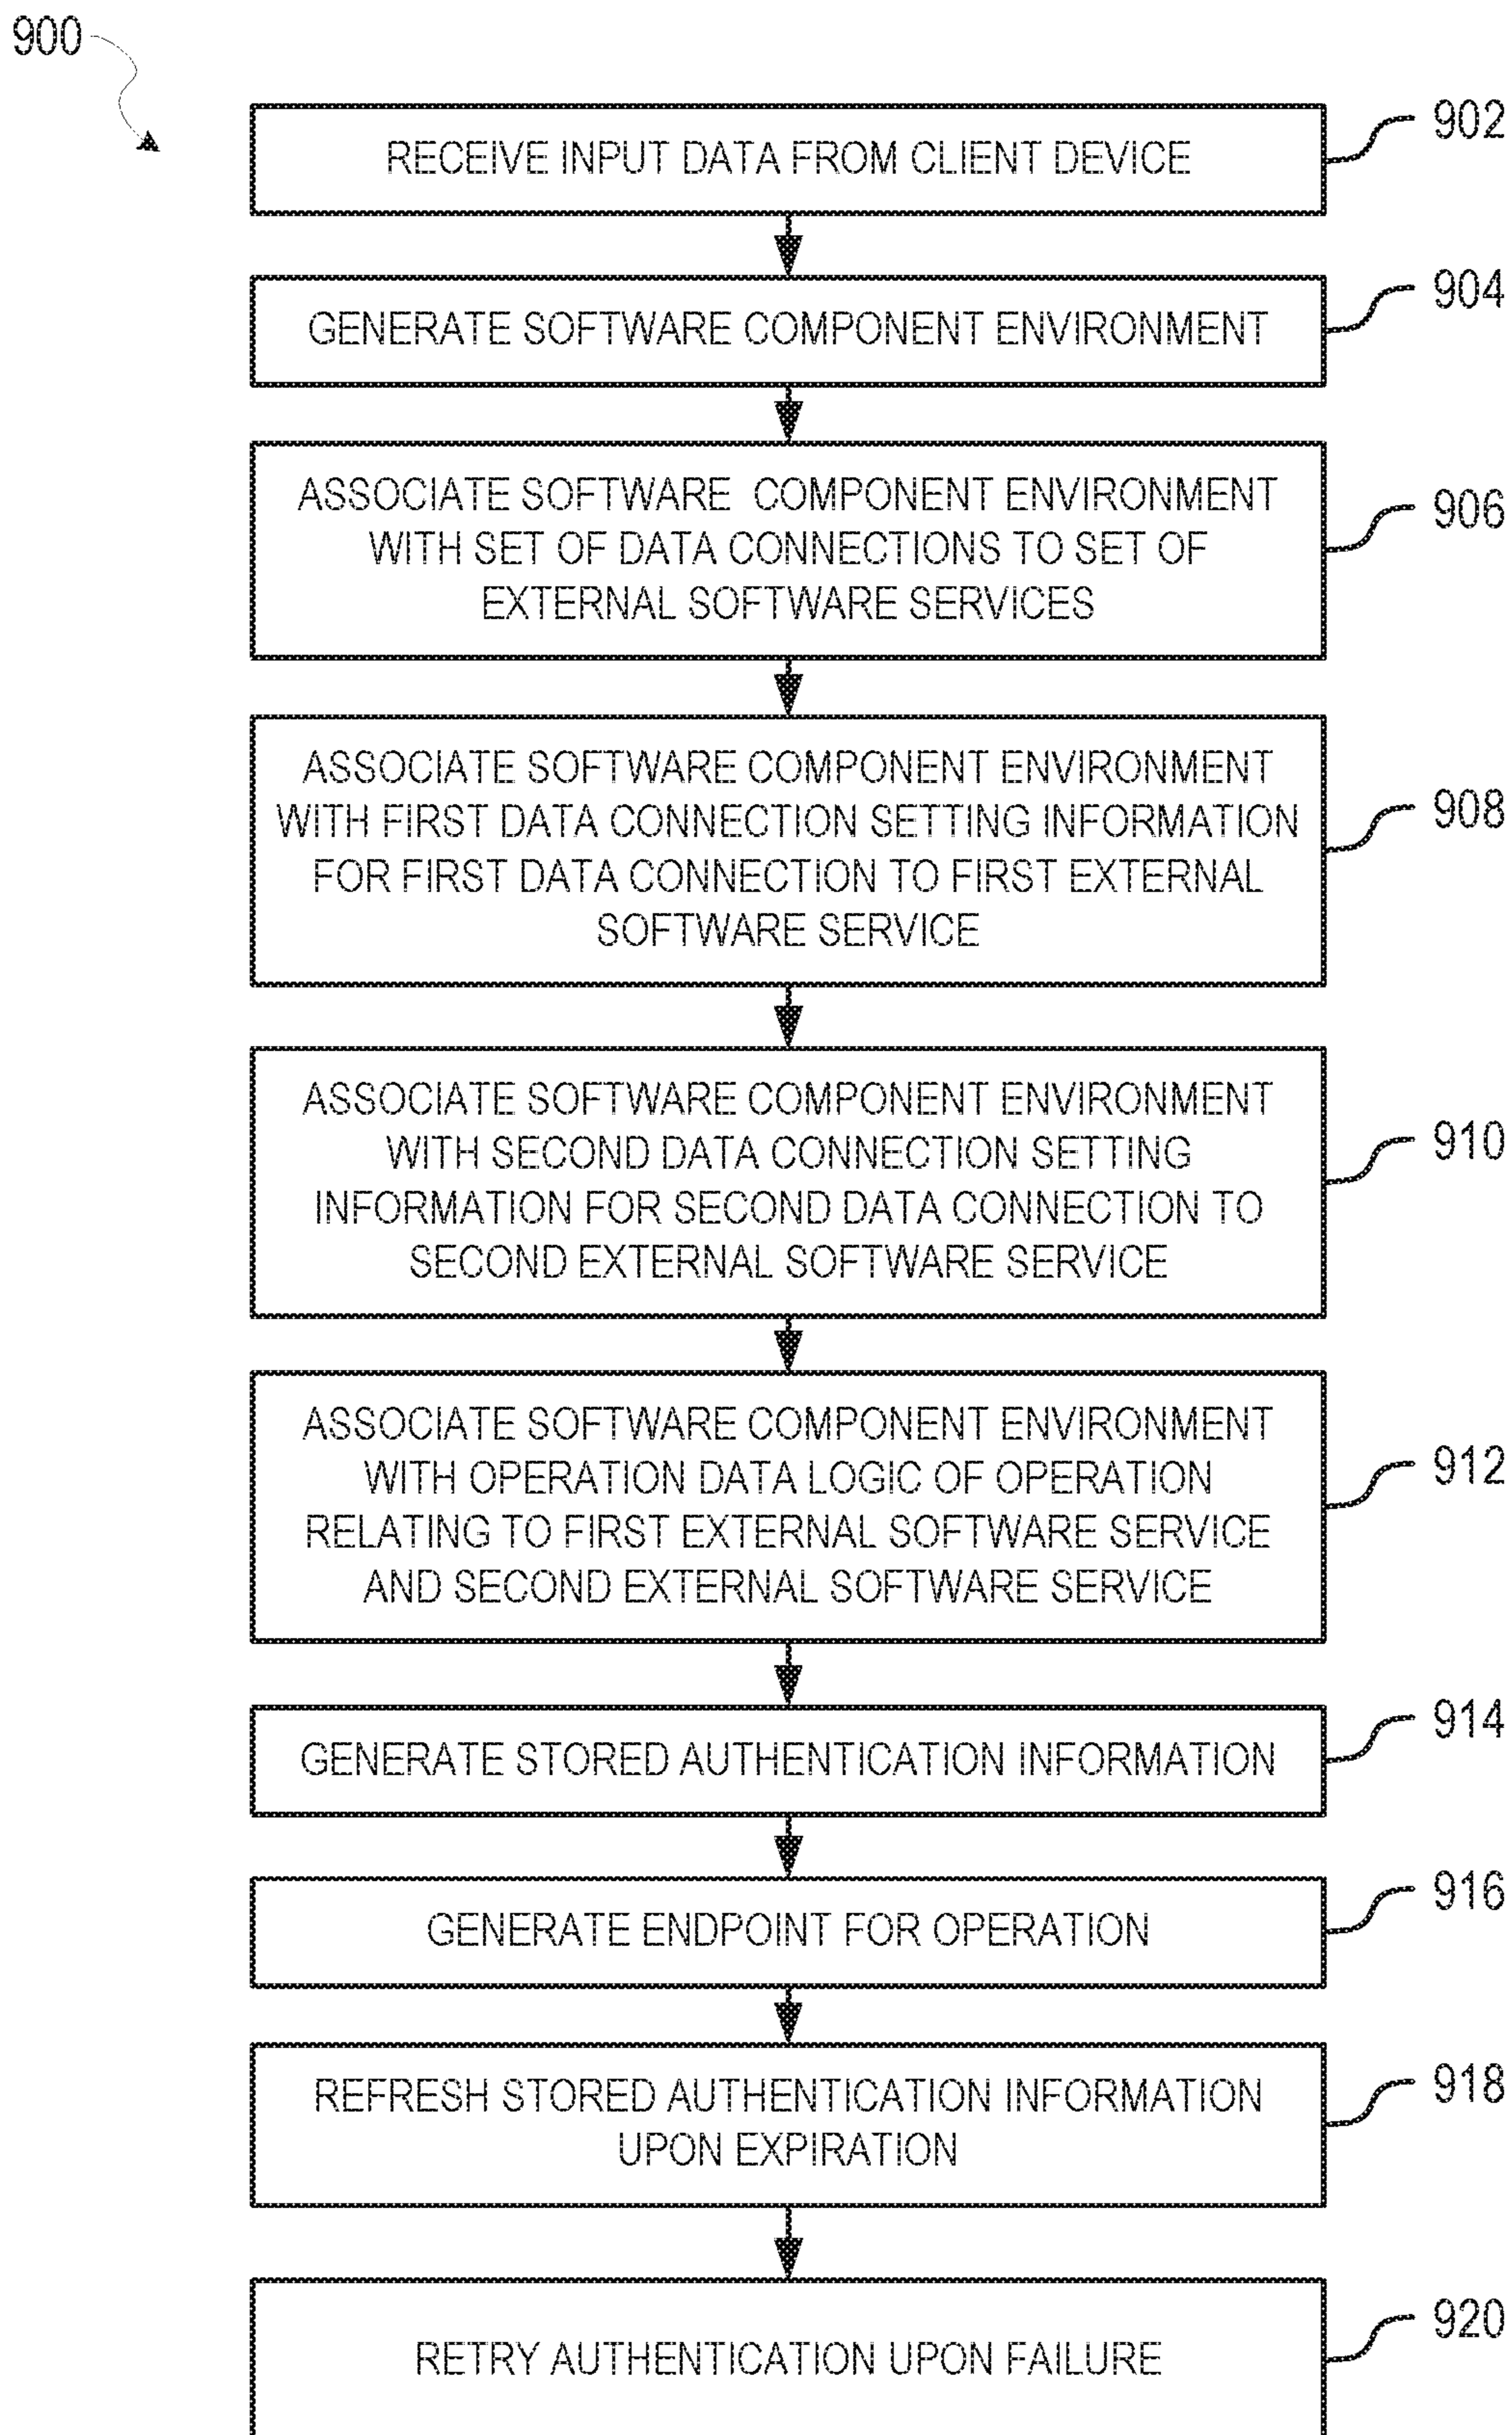 900
RECEIVE INPUT DATA FROM CLIENT DEVICE
902
GENERATE SOFTWARE COMPONENT ENVIRONMENT
904
ASSOCIATE SOFTWARE COMPONENT ENVIRONMENT
WITH SET OF DATA CONNECTIONS TO SET OF
EXTERNAL SOFTWARE SERVICES
906
ASSOCIATE SOFTWARE COMPONENT ENVIRONMENT
WITH FIRST DATA CONNECTION SETTING INFORMATION
FOR FIRST DATA CONNECTION TO FIRST EXTERNAL
SOFTWARE SERVICE
908
ASSOCIATE SOFTWARE COMPONENT ENVIRONMENT
WITH SECOND DATA CONNECTION SETTING
INFORMATION FOR SECOND DATA CONNECTION TO
SECOND EXTERNAL SOFTWARE SERVICE
910
ASSOCIATE SOFTWARE COMPONENT ENVIRONMENT
WITH OPERATION DATA LOGIC OF OPERATION
RELATING TO FIRST EXTERNAL SOFTWARE SERVICE
AND SECOND EXTERNAL SOFTWARE SERVICE
912
GENERATE STORED AUTHENTICATION INFORMATION
914
GENERATE ENDPOINT FOR OPERATION
916
REFRESH STORED AUTHENTICATION INFORMATION
UPON EXPIRATION
918
RETRY AUTHENTICATION UPON FAILURE
920